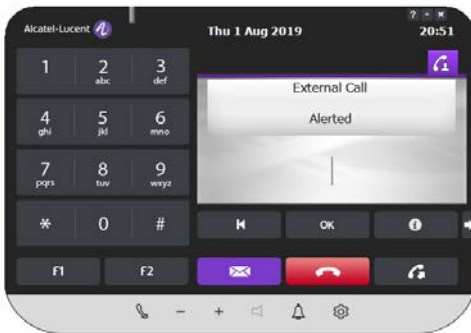 ? - x
Alcatel-Lucent
Thu 1 Aug 2019
20:51
1
2
abc
3
def
External Call
Alerted
4
ghi
5
jkl
6
mno
7
pqrs
8
tuv
9
wxyz
*
0
#
OK
F1
F2
- +